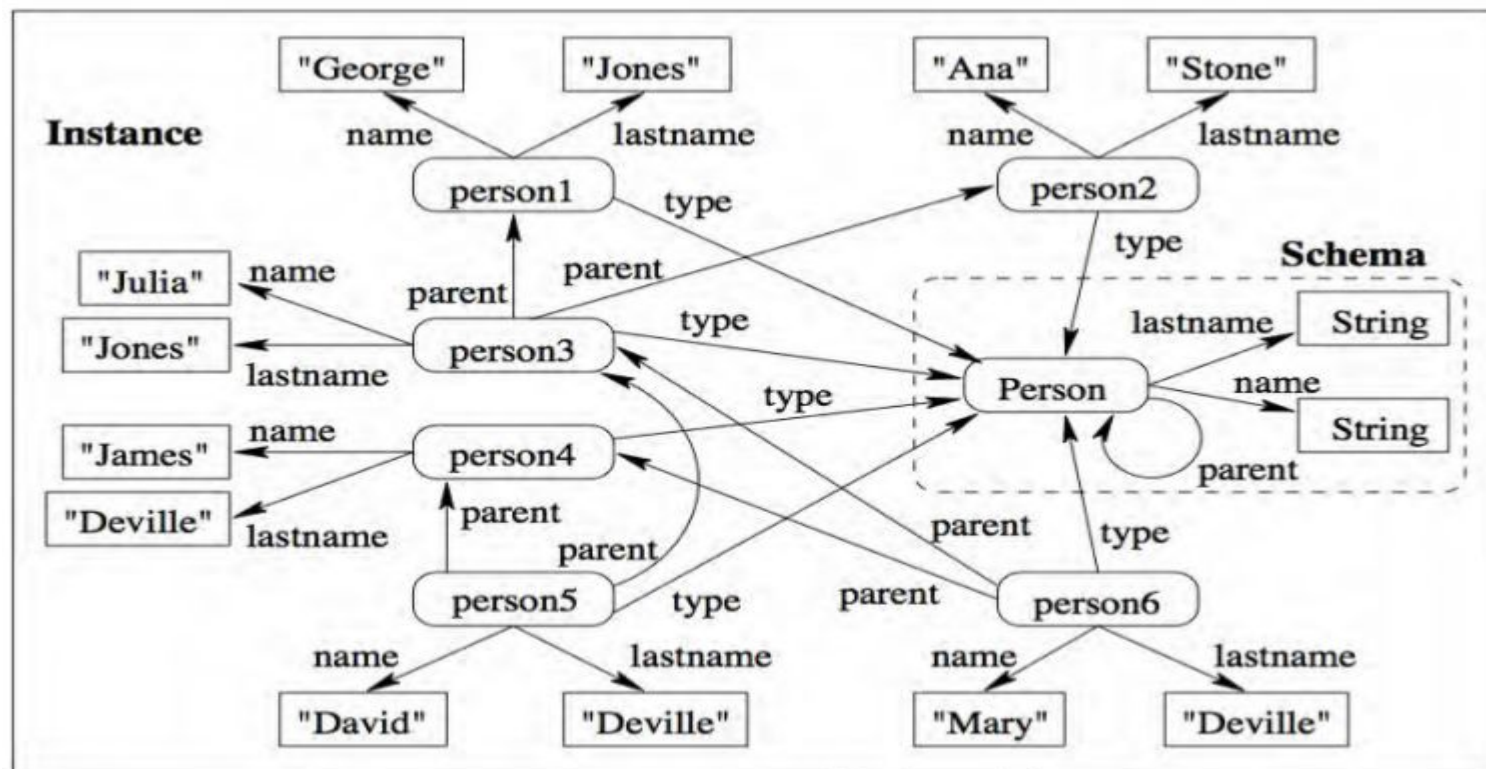 "George" "Jones" "Ana" "Stone"
Instance
name lastname name lastname
person1 person2
type
type
Schema
"Julia" name
parent parent
lastname String
"Jones" person3 type
lastname
Person name
type String
"James" name
person4
parent
"Deville" lastname
parent
parent
parent
type
person5 type parent person6
name lastname name lastname
"David" "Deville" "Mary" "Deville"